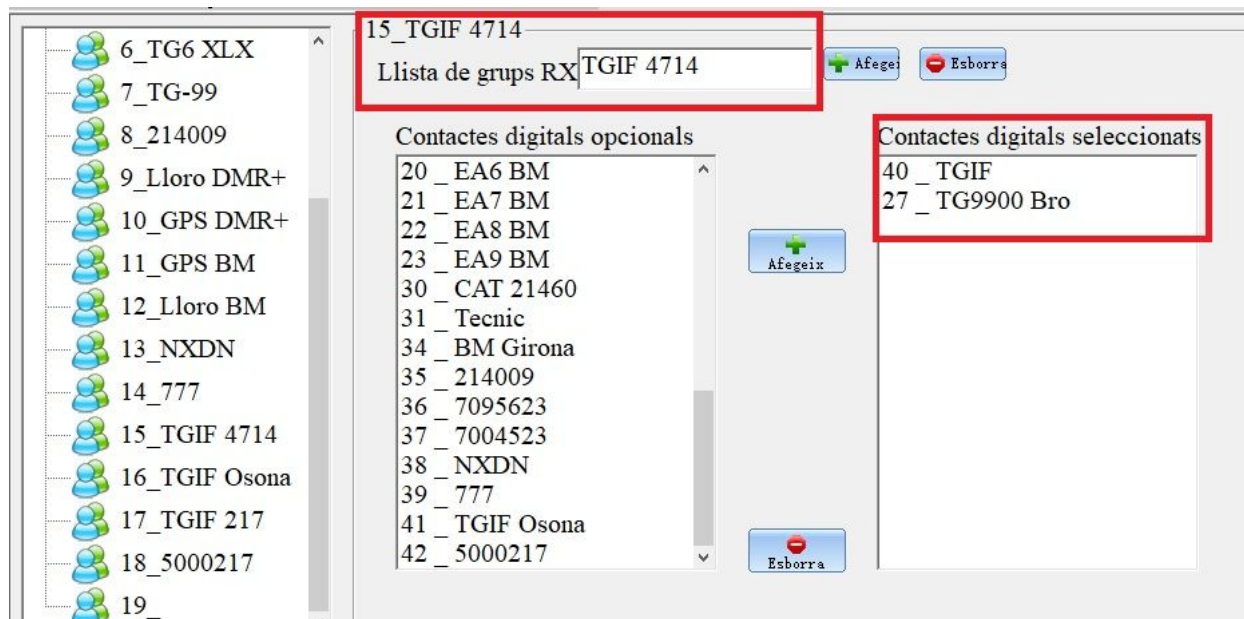 6_TG6 XLX
7_TG-99
8_214009
9_Lloro DMR+
10_GPS DMR+
11_GPS BM
12_Lloro BM
13_NXDN
14_777
15_TGIF 4714
16_TGIF Osona
17_TGIF 217
18_5000217
19_
15_TGIF 4714
Llista de grups RX TGIF 4714 Afegei Esborra
Contactes digitals opcionals
20 _ EA6 BM
21 _ EA7 BM
22 _ EA8 BM
23 _ EA9 BM
30 _ CAT 21460
31 _ Tecnic
34 _ BM Girona
35 _ 214009
36 _ 7095623
37 _ 7004523
38 _ NXDN
39 _ 777
41 _ TGIF Osona
42 _ 5000217
Afegeix
Esborra
Contactes digitals seleccionats
40 _ TGIF
27 _ TG9900 Bro